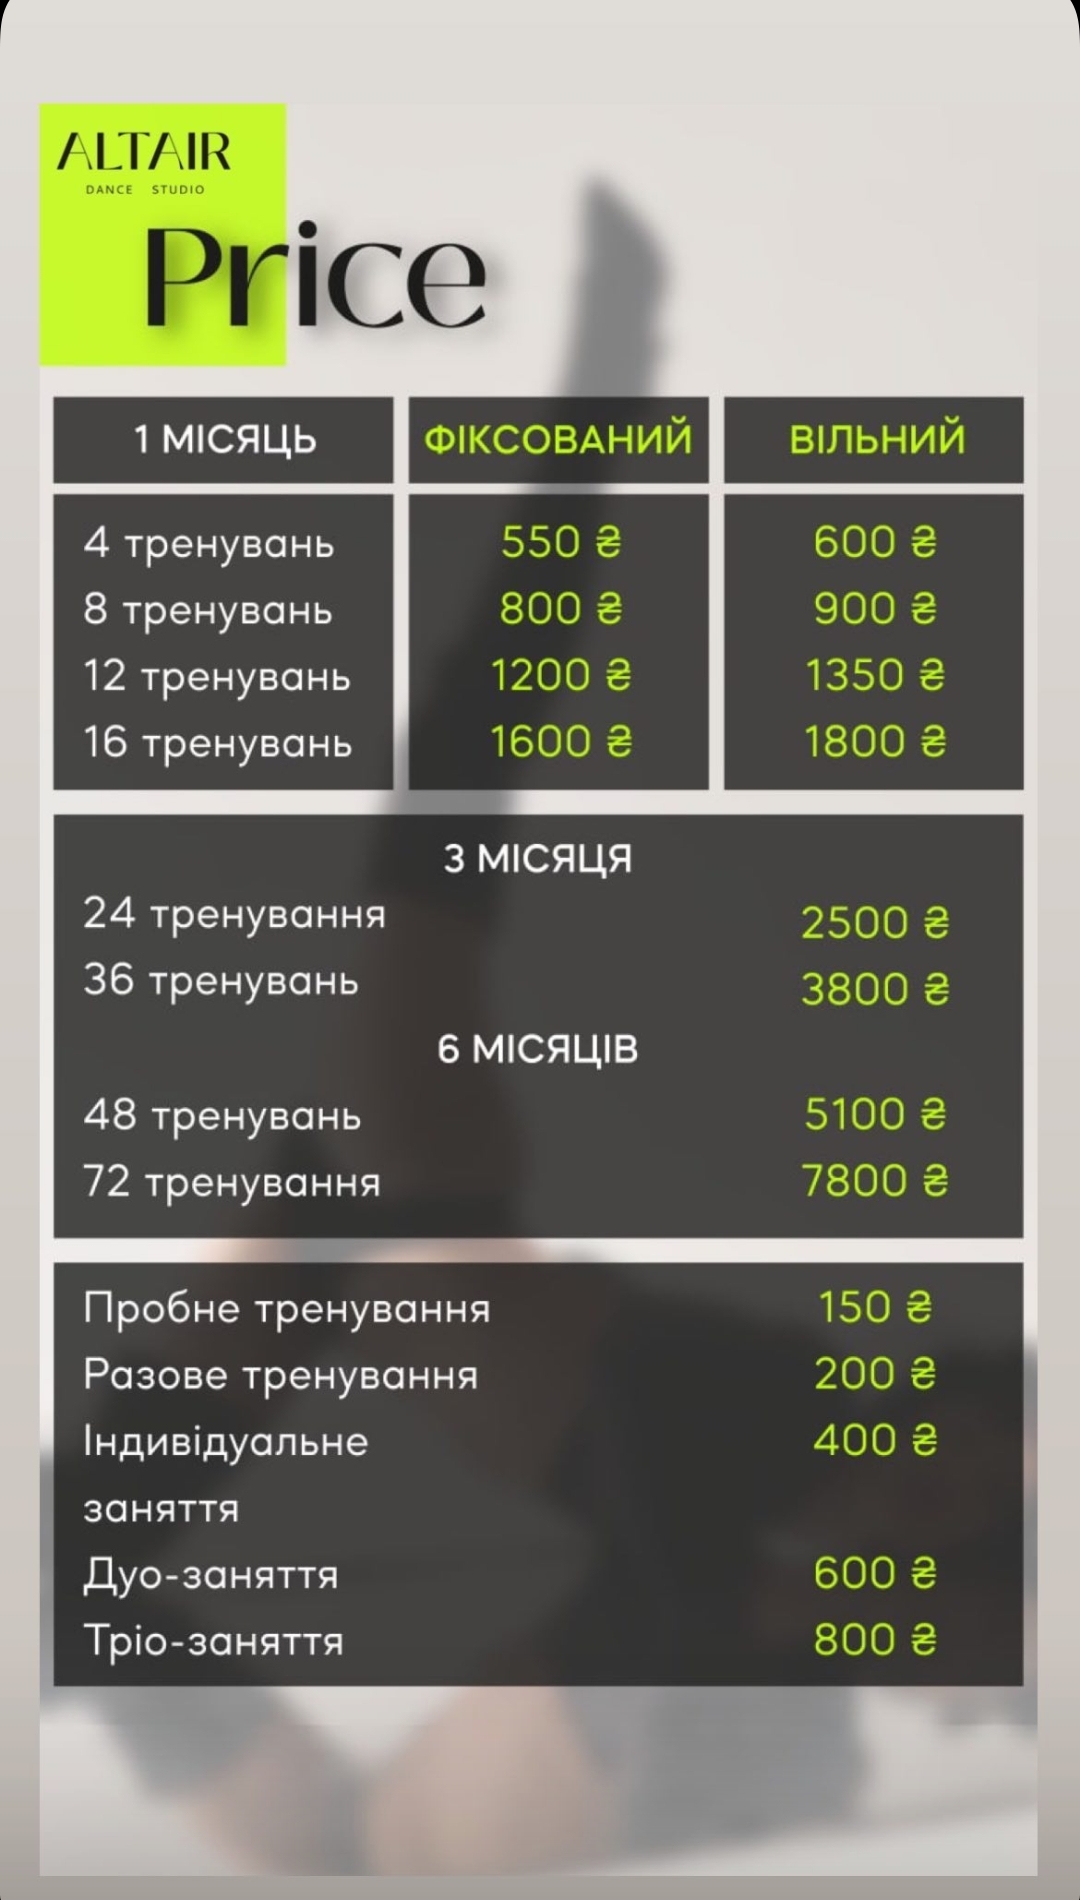 ALTAIR
DANCE STUDIO
Price
1 МІСЯЦЬ ФІКСОВАНИЙ ВІЛЬНИЙ
4 тренувань 550 ₴ 600 ₴
8 тренувань 800 ₴ 900 ₴
12 тренувань 1200 ₴ 1350 ₴
16 тренувань 1600 ₴ 1800 ₴
3 МІСЯЦЯ
24 тренування 2500 ₴
36 тренувань 3800 ₴
6 МІСЯЦІВ
48 тренувань 5100 ₴
72 тренування 7800 ₴
Пробне тренування 150 ₴
Разове тренування 200 ₴
Індивідуальне 400 ₴
заняття
Дуо-заняття 600 ₴
Тріо-заняття 800 ₴